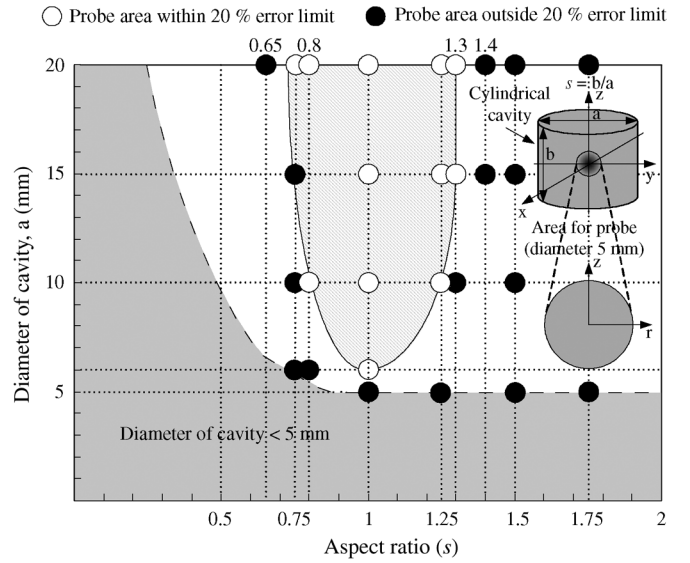 Probe area within 20 % error limit
Probe area outside 20 % error limit
0.65
0.8
1.3
1.4
20
15
10
5
Diameter of cavity, a (mm)
s = b/a
z
Cylindrical
cavity
a
b
y
x
Area for probe
(diameter 5 mm)
z
r
Diameter of cavity < 5 mm
0.5
0.75
1
1.25
1.5
1.75
2
Aspect ratio (s)